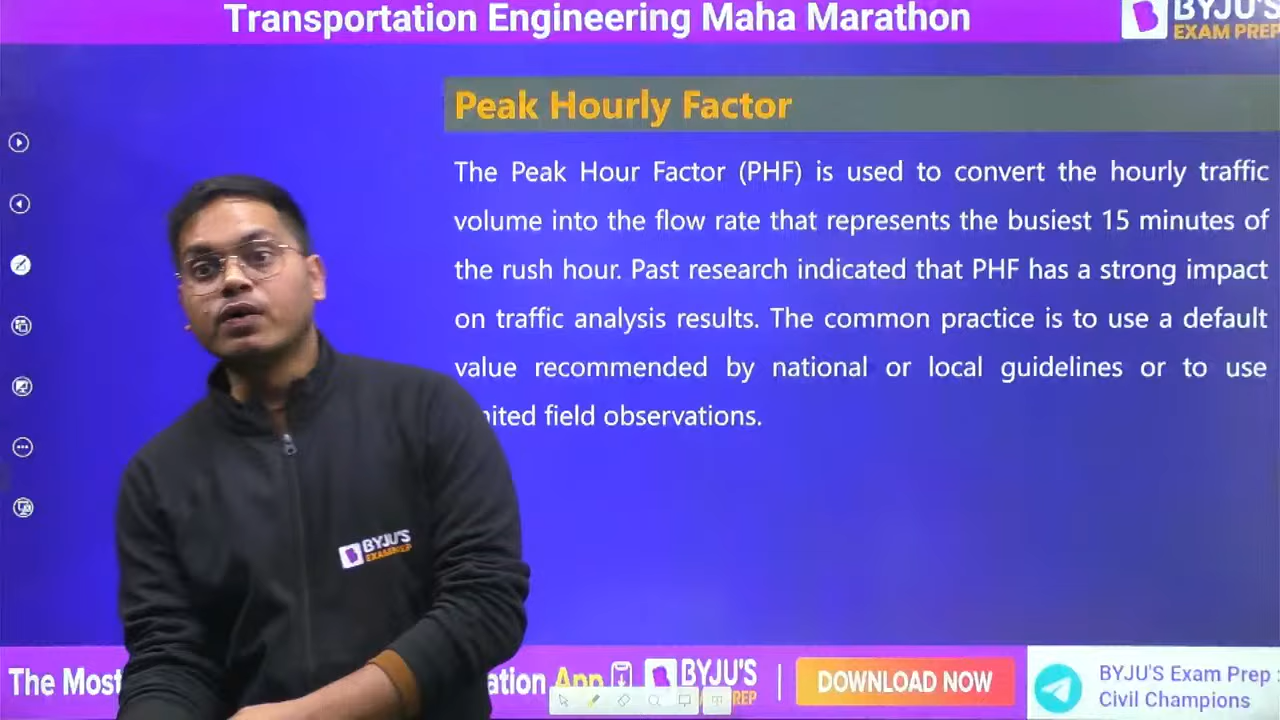 Transportation Engineering Maha Marathon
BYJU'S
EXAM PREP
Peak Hourly Factor
The Peak Hour Factor (PHF) is used to convert the hourly traffic
volume into the flow rate that represents the busiest 15 minutes of
the rush hour. Past research indicated that PHF has a strong impact
on traffic analysis results. The common practice is to use a default
value recommended by national or local guidelines or to use
field observations.
BYJU'S
EXAM PREP
The Most
App
BYJU'S
DOWNLOAD NOW
BYJU'S Exam Prep :
Civil Champions